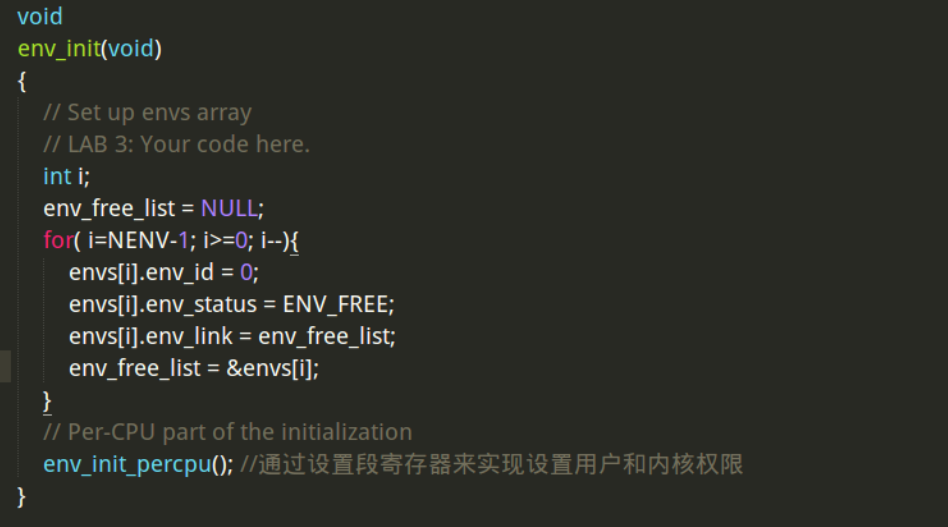 void
env_init(void)
{
// Set up envs array
// LAB 3: Your code here.
int i;
env_free_list = NULL;
for( i=NENV-1; i>=0; i--){
envs[i].env_id = 0;
envs[i].env_status = ENV_FREE;
envs[i].env_link = env_free_list;
env_free_list = &envs[i];
}
// Per-CPU part of the initialization
env_init_percpu(); //通过设置段寄存器来实现设置用户和内核权限
}